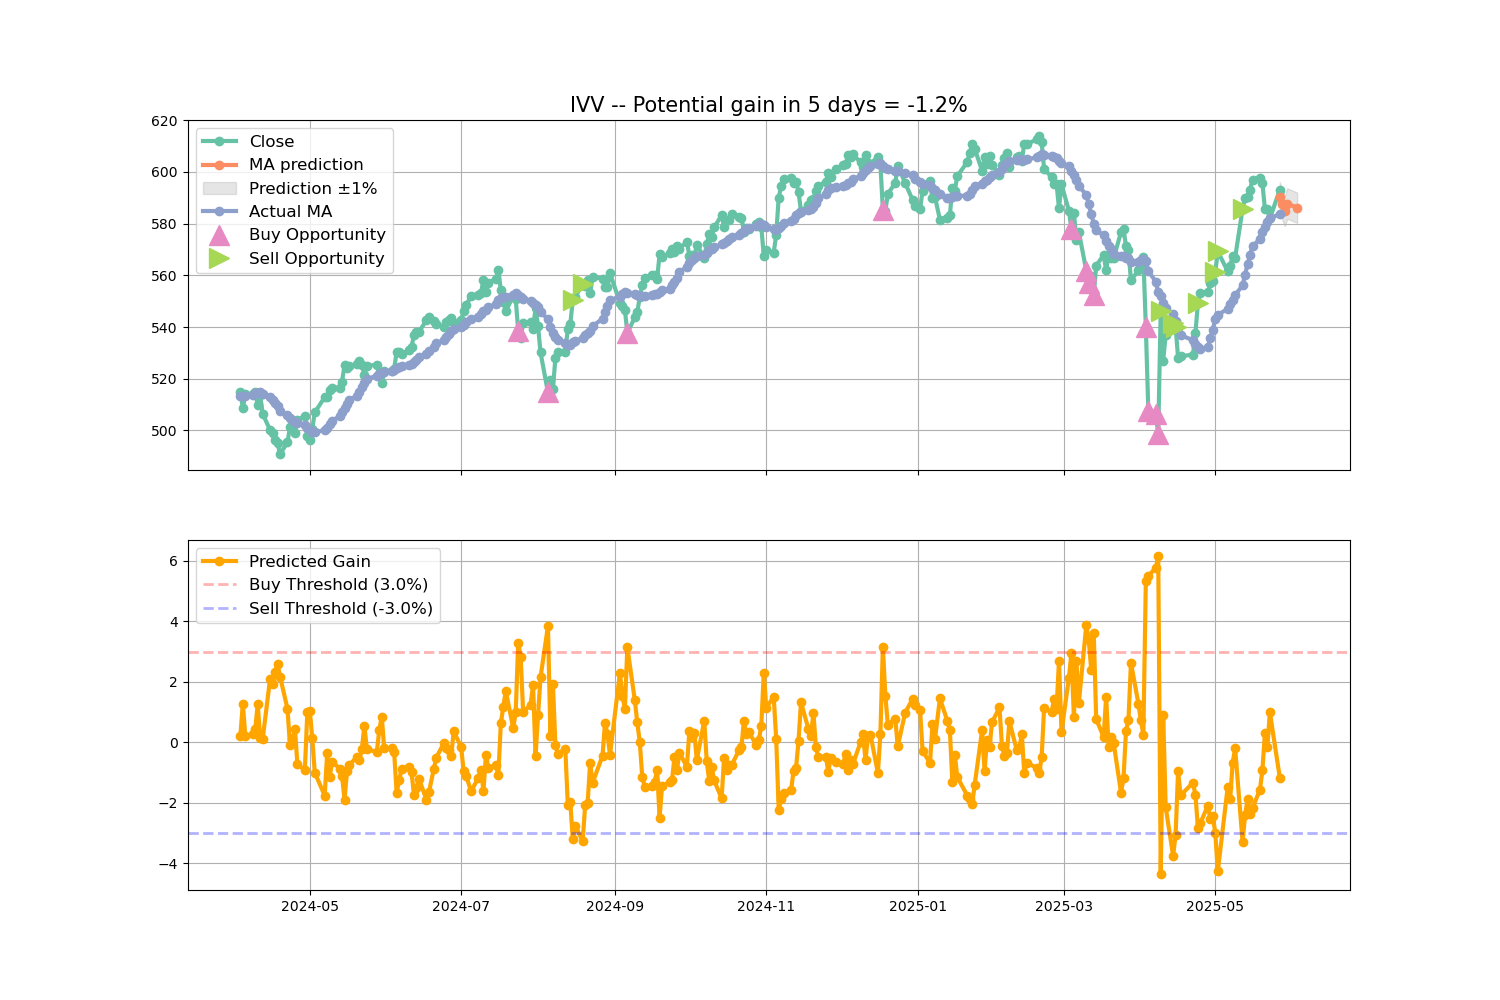 IVV -- Potential gain in 5 days = -1.2%
620
600
580
560
540
520
500
Close
MA prediction
Prediction ±1%
Actual MA
Buy Opportunity
Sell Opportunity
6
4
2
0
−2
−4
Predicted Gain
Buy Threshold (3.0%)
Sell Threshold (-3.0%)
2024-05
2024-07
2024-09
2024-11
2025-01
2025-03
2025-05